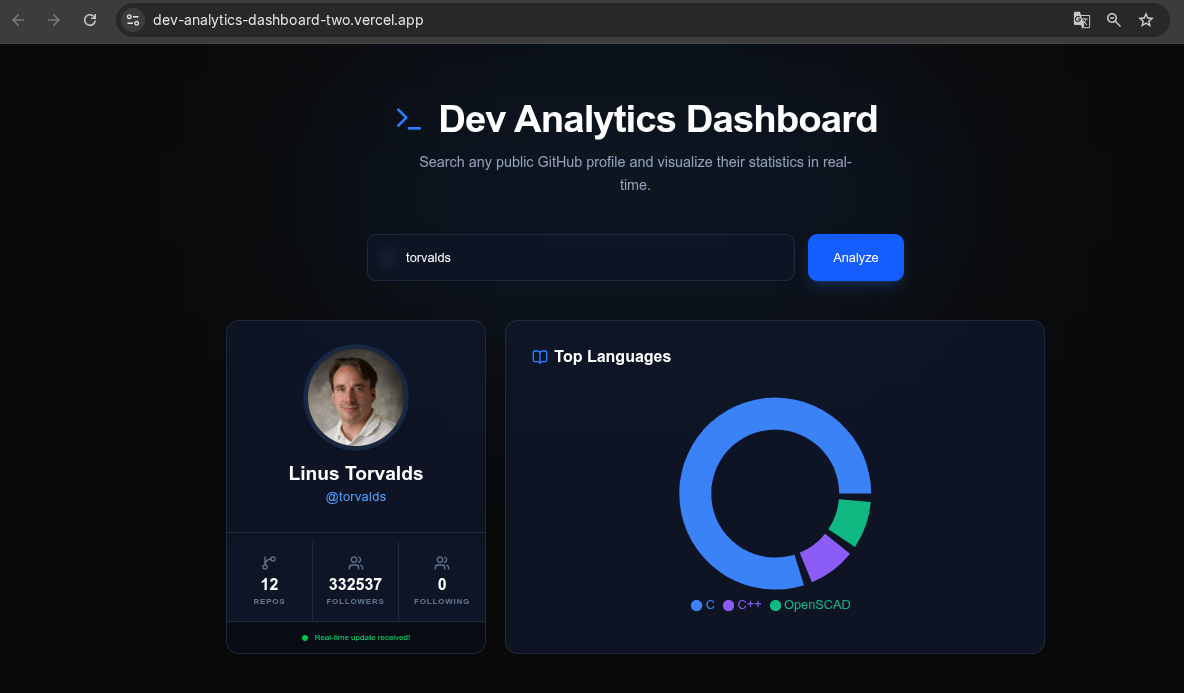 dev-analytics-dashboard-two.vercel.app
Dev Analytics Dashboard
Search any public GitHub profile and visualize their statistics in real-
time.
torvalds
Analyze
Linus Torvalds
@torvalds
12
REPOS
332537
FOLLOWERS
0
FOLLOWING
Real-time update received!
Top Languages
C C++ OpenSCAD